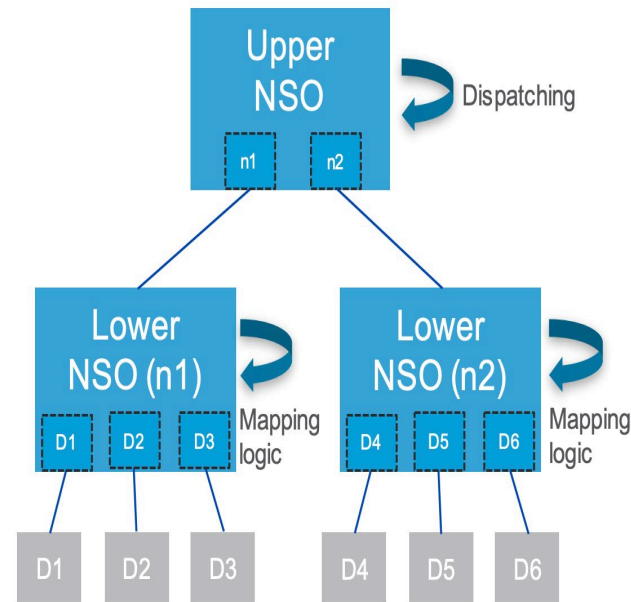 Upper
NSO
Dispatching
n1
n2
Lower
NSO (n1)
Mapping
logic
D1
D2
D3
Lower
NSO (n2)
Mapping
logic
D4
D5
D6
D1
D2
D3
D4
D5
D6